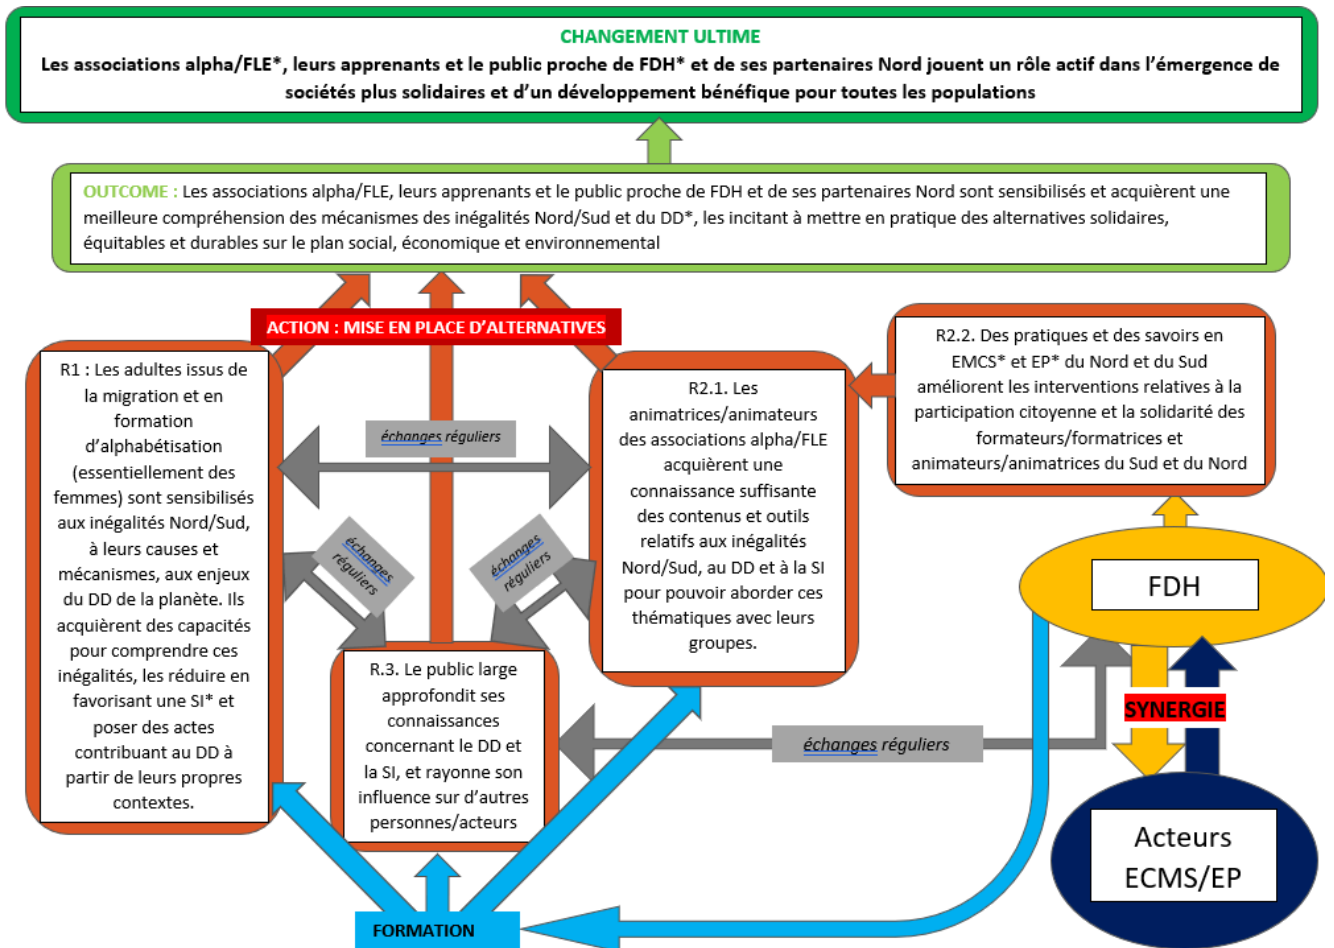 CHANGEMENT ULTIME
Les associations alpha/FLE*, leurs apprenants et le public proche de FDH* et de ses partenaires Nord jouent un rôle actif dans l'émergence de
sociétés plus solidaires et d'un développement bénéfique pour toutes les populations
OUTCOME : Les associations alpha/FLE, leurs apprenants et le public proche de FDH et de ses partenaires Nord sont sensibilisés et acquièrent une
meilleure compréhension des mécanismes des inégalités Nord/Sud et du DD*, les incitant à mettre en pratique des alternatives solidaires,
équitables et durables sur le plan social, économique et environnemental
ACTION : MISE EN PLACE D'ALTERNATIVES
R1 : Les adultes issus de
la migration et en
formation
d'alphabétisation
(essentiellement des
femmes) sont sensibilisés
aux inégalités Nord/Sud,
à leurs causes et
mécanismes, aux enjeux
du DD de la planète. Ils
acquièrent des capacités
pour comprendre ces
inégalités, les réduire en
favorisant une SI* et
poser des actes
contribuant au DD à
partir de leurs propres
contextes.
échanges réguliers
échanges
réguliers
échanges
réguliers
R2.1. Les
animatrices/animateurs
des associations alpha/FLE
acquièrent une
connaissance suffisante
des contenus et outils
relatifs aux inégalités
Nord/Sud, au DD et à la SI
pour pouvoir aborder ces
thématiques avec leurs
groupes.
R2.2. Des pratiques et des savoirs en
EMCS* et EP* du Nord et du Sud
améliorent les interventions relatives à la
participation citoyenne et la solidarité des
formateurs/formatrices et
animateurs/animatrices du Sud et du Nord
R.3. Le public large
approfondit ses
connaissances
concernant le DD et
la SI, et rayonne son
influence sur d'autres
personnes/acteurs
FDH
SYNERGIE
échanges réguliers
Acteurs
ECMS/EP
FORMATION